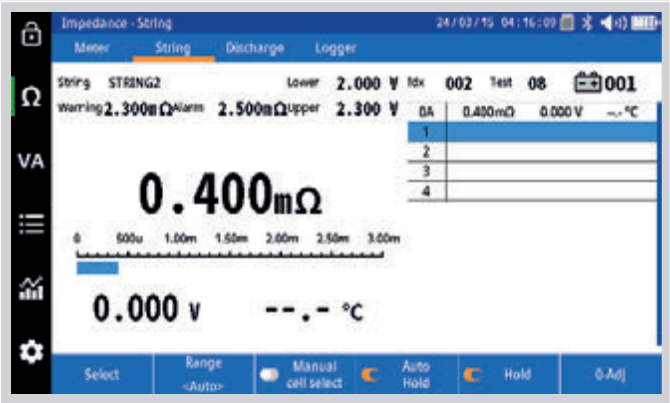 Impedance - String 24/03/15 04:16:09
Meter String Discharge Logger
String STRING2 Lower 2.000 V Idx 002 Test 08 001
Warning 2.300mΩ Alarm 2.500mΩ Upper 2.300 V
0A 0.400mΩ 0.000 V --.- °C
1
2
3
4
Ω
VA
0.400mΩ
0 500u 1.00m 1.50m 2.00m 2.50m 3.00m
0.000 V --.- °C
Select Range <Auto> Manual cell select Auto Hold Hold 0-Adj